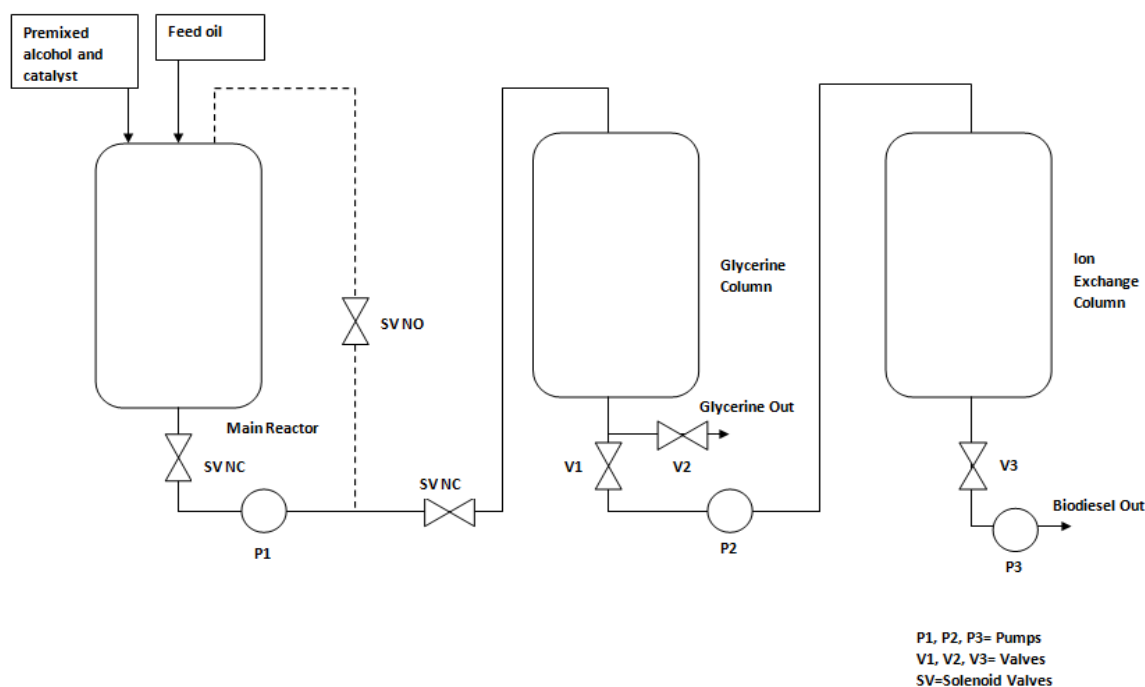 Premixed
alcohol and
catalyst
Feed oil
SV NO
Glycerine
Column
Ion
Exchange
Column
Main Reactor
SV NC
P1
SV NC
Glycerine Out
V1
V2
P2
V3
Biodiesel Out
P3
P1, P2, P3= Pumps
V1, V2, V3= Valves
SV=Solenoid Valves